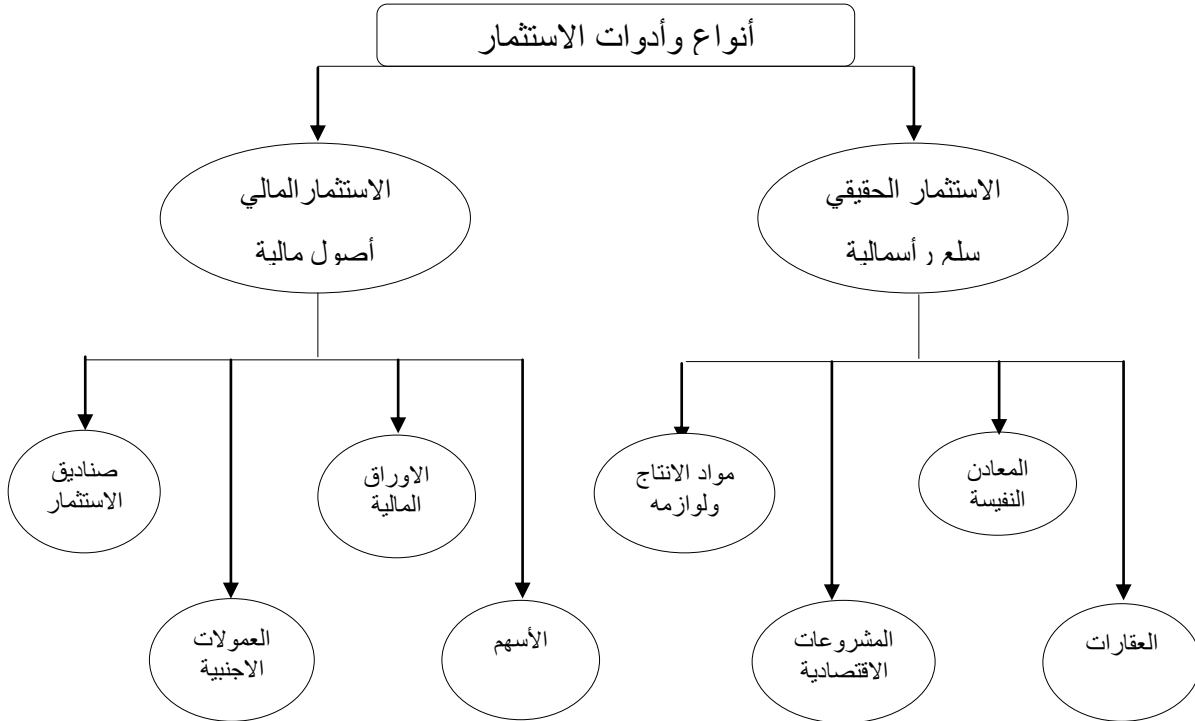 أنواع وأدوات الاستثمار
الاستثمار الحقيقي
سلع رأسمالية
الاستثمار المالي
أصول مالية
المعادن
النفيسة
مواد الانتاج
ولوازمه
الاوراق
المالية
صناديق
الاستثمار
العقارات
المشروعات
الاقتصادية
الأسهم
العمولات
الاجنبية